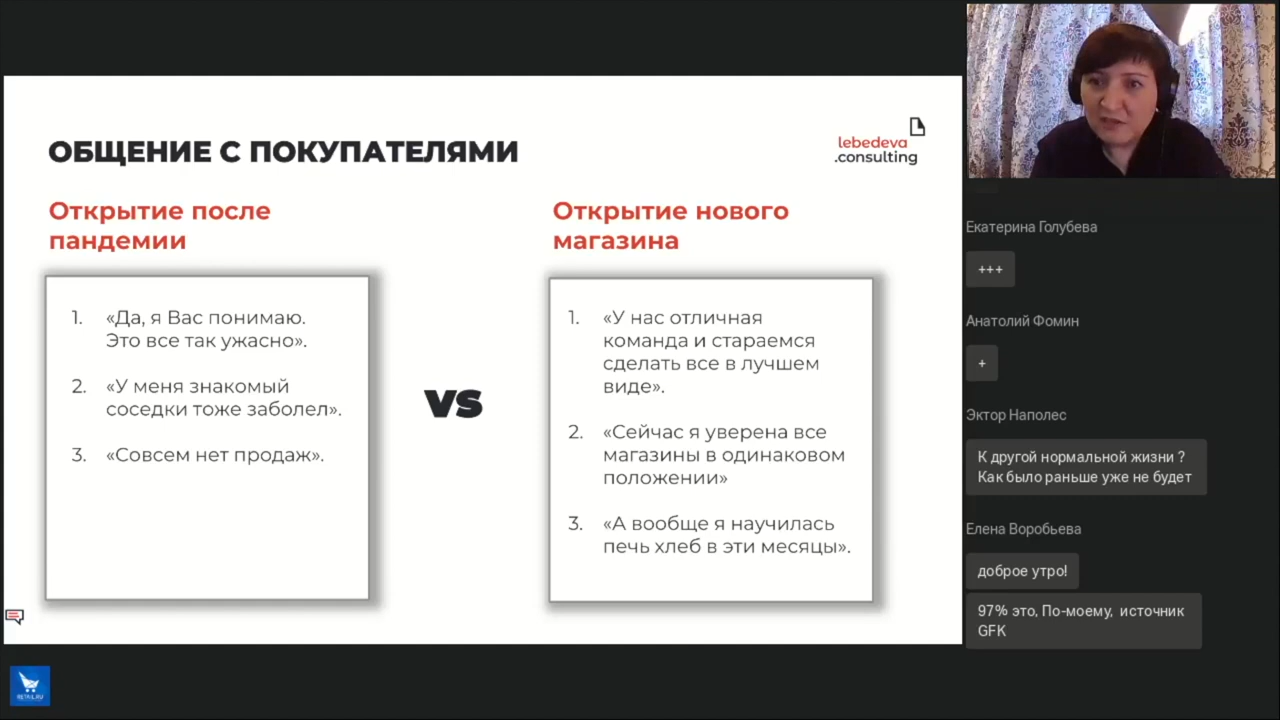 ОБЩЕНИЕ С ПОКУПАТЕЛЯМИ
lebedeva
.consulting
Открытие после
пандемии
1. «Да, я Вас понимаю.
Это все так ужасно».
2. «У меня знакомый
соседки тоже заболел».
3. «Совсем нет продаж».
vs
Открытие нового
магазина
1. «У нас отличная
команда и стараемся
сделать все в лучшем
виде».
2. «Сейчас я уверена все
магазины в одинаковом
положении»
3. «А вообще я научилась
печь хлеб в эти месяцы».
RETAIL.RU
Екатерина Голубева
+++
Анатолий Фомин
+
Эктор Наполес
К другой нормальной жизни ?
Как было раньше уже не будет
Елена Воробьева
доброе утро!
97% это, По-моему, источник
GFK